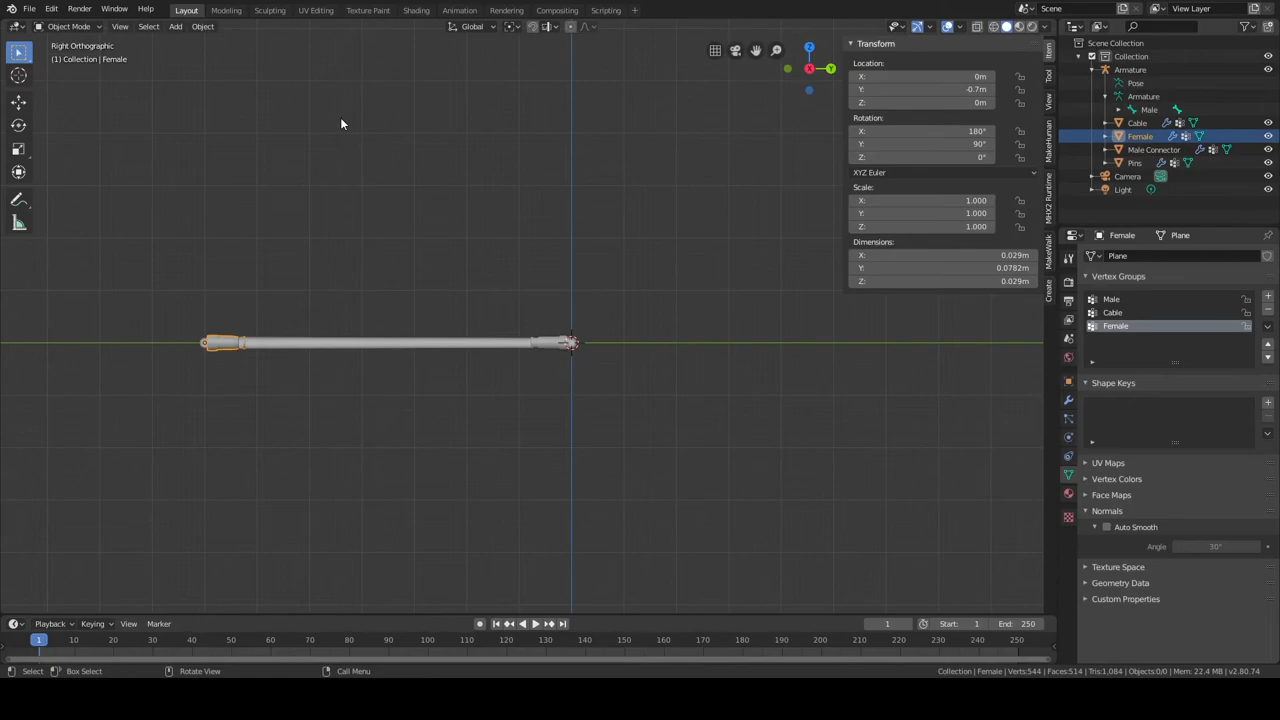 File Edit Render Window Help Layout Modeling Sculpting UV Editing Texture Paint Shading Animation Rendering Compositing Scripting + Scene View Layer
Object Mode View Select Add Object Global
Right Orthographic
(1) Collection | Female
Z
X
Y
Transform
Location:
X: 0m
Y: -0.7m
Z: 0m
Rotation:
X: 180°
Y: 90°
Z: 0°
XYZ Euler
Scale:
X: 1.000
Y: 1.000
Z: 1.000
Dimensions:
X: 0.029m
Y: 0.0782m
Z: 0.029m
Item
Tool
View
MakeHuman
MHX2 Runtime
MakeWalk
Create
Scene Collection
Collection
Armature
Pose
Armature
Male
Cable
Female
Male Connector
Pins
Camera
Light
Female Plane
Plane
Vertex Groups
Male
Cable
Female
Shape Keys
UV Maps
Vertex Colors
Face Maps
Normals
Auto Smooth
Angle 30°
Texture Space
Geometry Data
Custom Properties
Playback Keying View Marker 1 Start: 1 End: 250
1 10 20 30 40 50 60 70 80 90 100 110 120 130 140 150 160 170 180 190 200 210 220 230 240 250
Select Box Select Rotate View Call Menu Collection | Female | Verts:544 | Faces:514 | Tris:1,084 | Objects:0/0 | Mem: 22.4 MB | v2.80.74